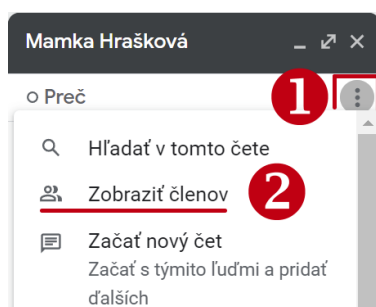 Mamka Hrašková
Preč
1
Hľadať v tomto čete
Zobraziť členov
2
Začať nový čet
Začať s týmito ľuďmi a pridať
ďalších